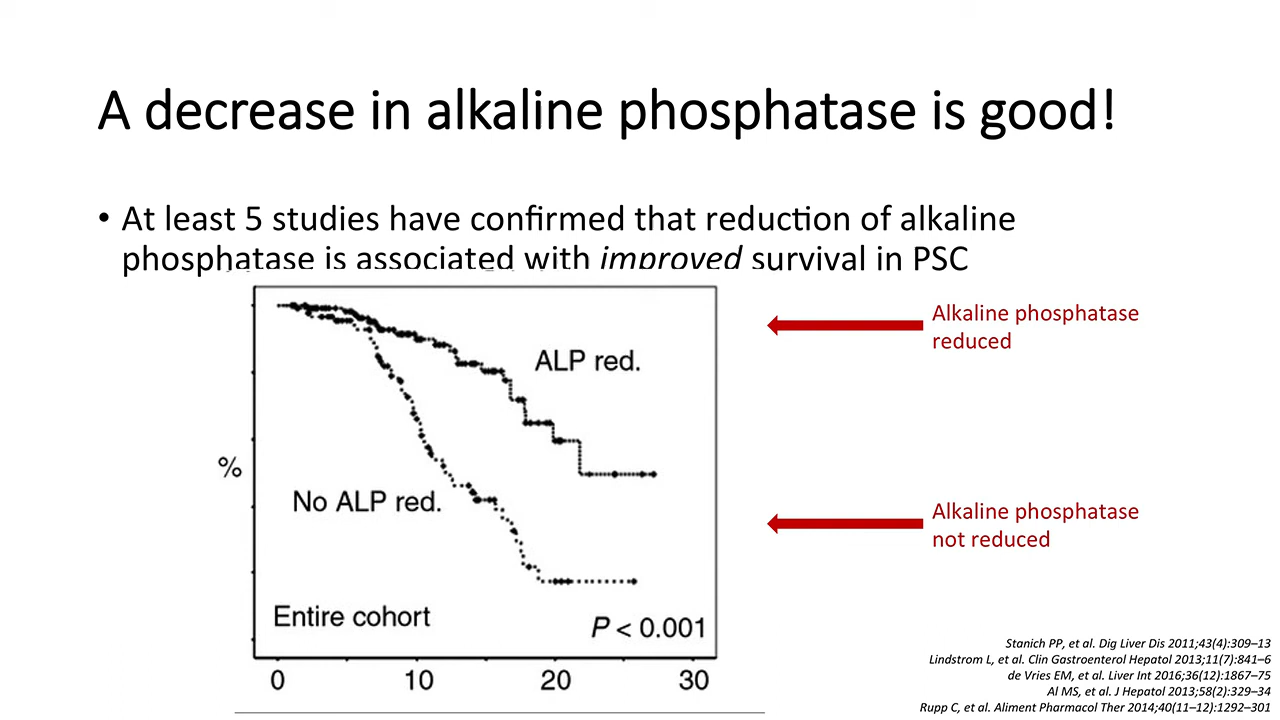 A decrease in alkaline phosphatase is good!
• At least 5 studies have confirmed that reduction of alkaline
phosphatase is associated with improved survival in PSC
Alkaline phosphatase
reduced
ALP red.
%
No ALP red.
Alkaline phosphatase
not reduced
Entire cohort
P < 0.001
0 10 20 30
Stanich PP, et al. Dig Liver Dis 2011;43(4):309–13
Lindstrom L, et al. Clin Gastroenterol Hepatol 2013;11(7):841–6
de Vries EM, et al. Liver Int 2016;36(12):1867–75
Al MS, et al. J Hepatol 2013;58(2):329–34
Rupp C, et al. Aliment Pharmacol Ther 2014;40(11–12):1292–301